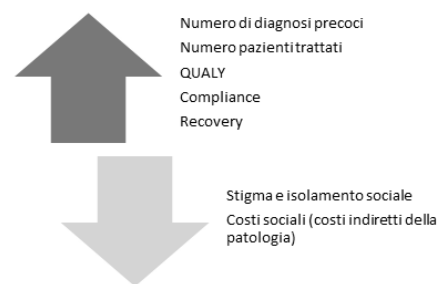 Numero di diagnosi precoci
Numero pazienti trattati
QUALY
Compliance
Recovery
Stigma e isolamento sociale
Costi sociali (costi indiretti della
patologia)